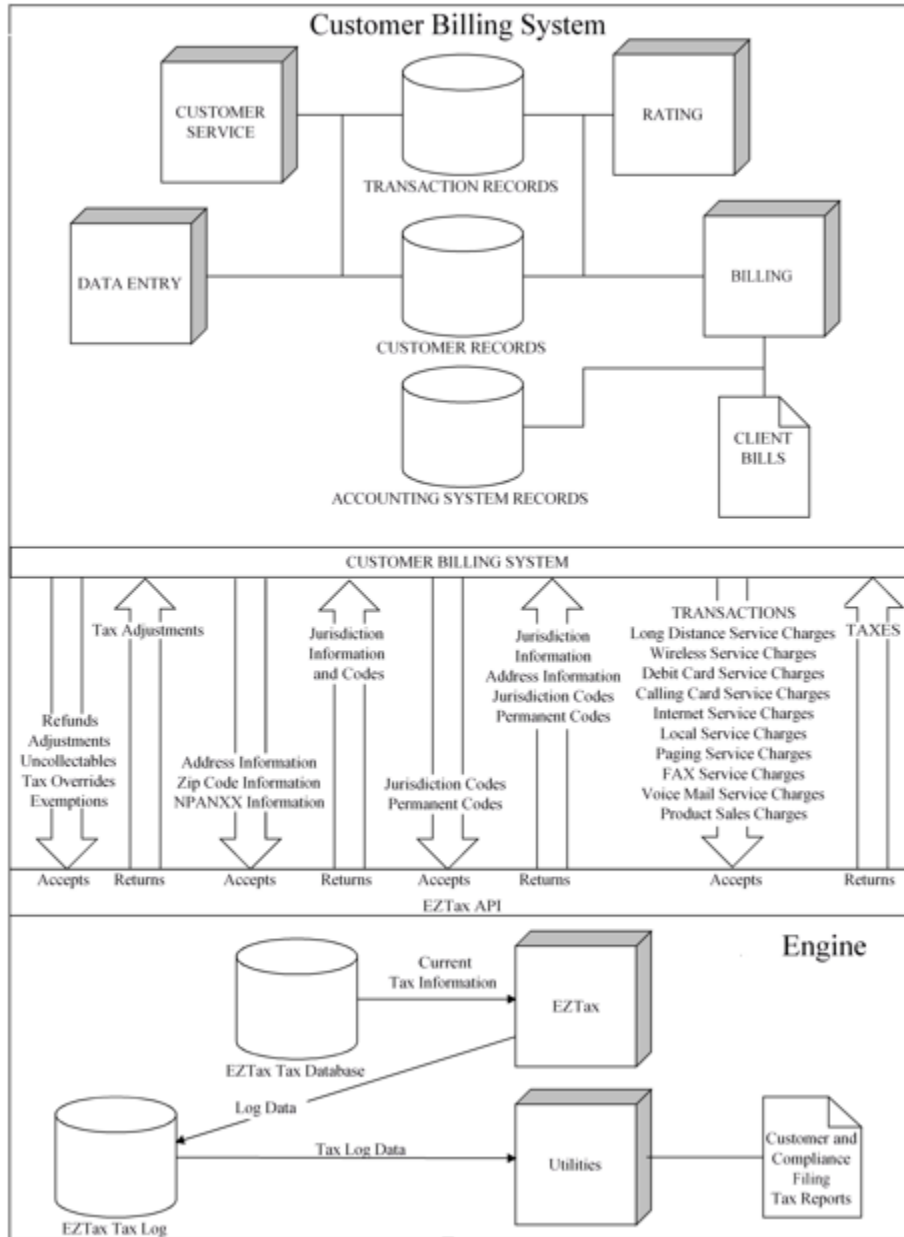 Customer Billing System
CUSTOMER
SERVICE
RATING
TRANSACTION RECORDS
DATA ENTRY
BILLING
CUSTOMER RECORDS
CLIENT
BILLS
ACCOUNTING SYSTEM RECORDS
CUSTOMER BILLING SYSTEM
Refunds
Adjustments
Uncollectables
Tax Overrides
Exemptions
Accepts
Tax Adjustments
Returns
Address Information
Zip Code Information
NPANXX Information
Accepts
Jurisdiction
Information
and Codes
Returns
Jurisdiction Codes
Permanent Codes
Accepts
Jurisdiction
Information
Address Information
Jurisdiction Codes
Permanent Codes
Returns
TRANSACTIONS
Long Distance Service Charges
Wireless Service Charges
Debit Card Service Charges
Calling Card Service Charges
Internet Service Charges
Local Service Charges
Paging Service Charges
FAX Service Charges
Voice Mail Service Charges
Product Sales Charges
Accepts
TAXES
Returns
EZTax API
Engine
Current
Tax Information
EZTax
EZTax Tax Database
Log Data
Tax Log Data
Utilities
Customer and
Compliance
Filing
Tax Reports
EZTax Tax Log